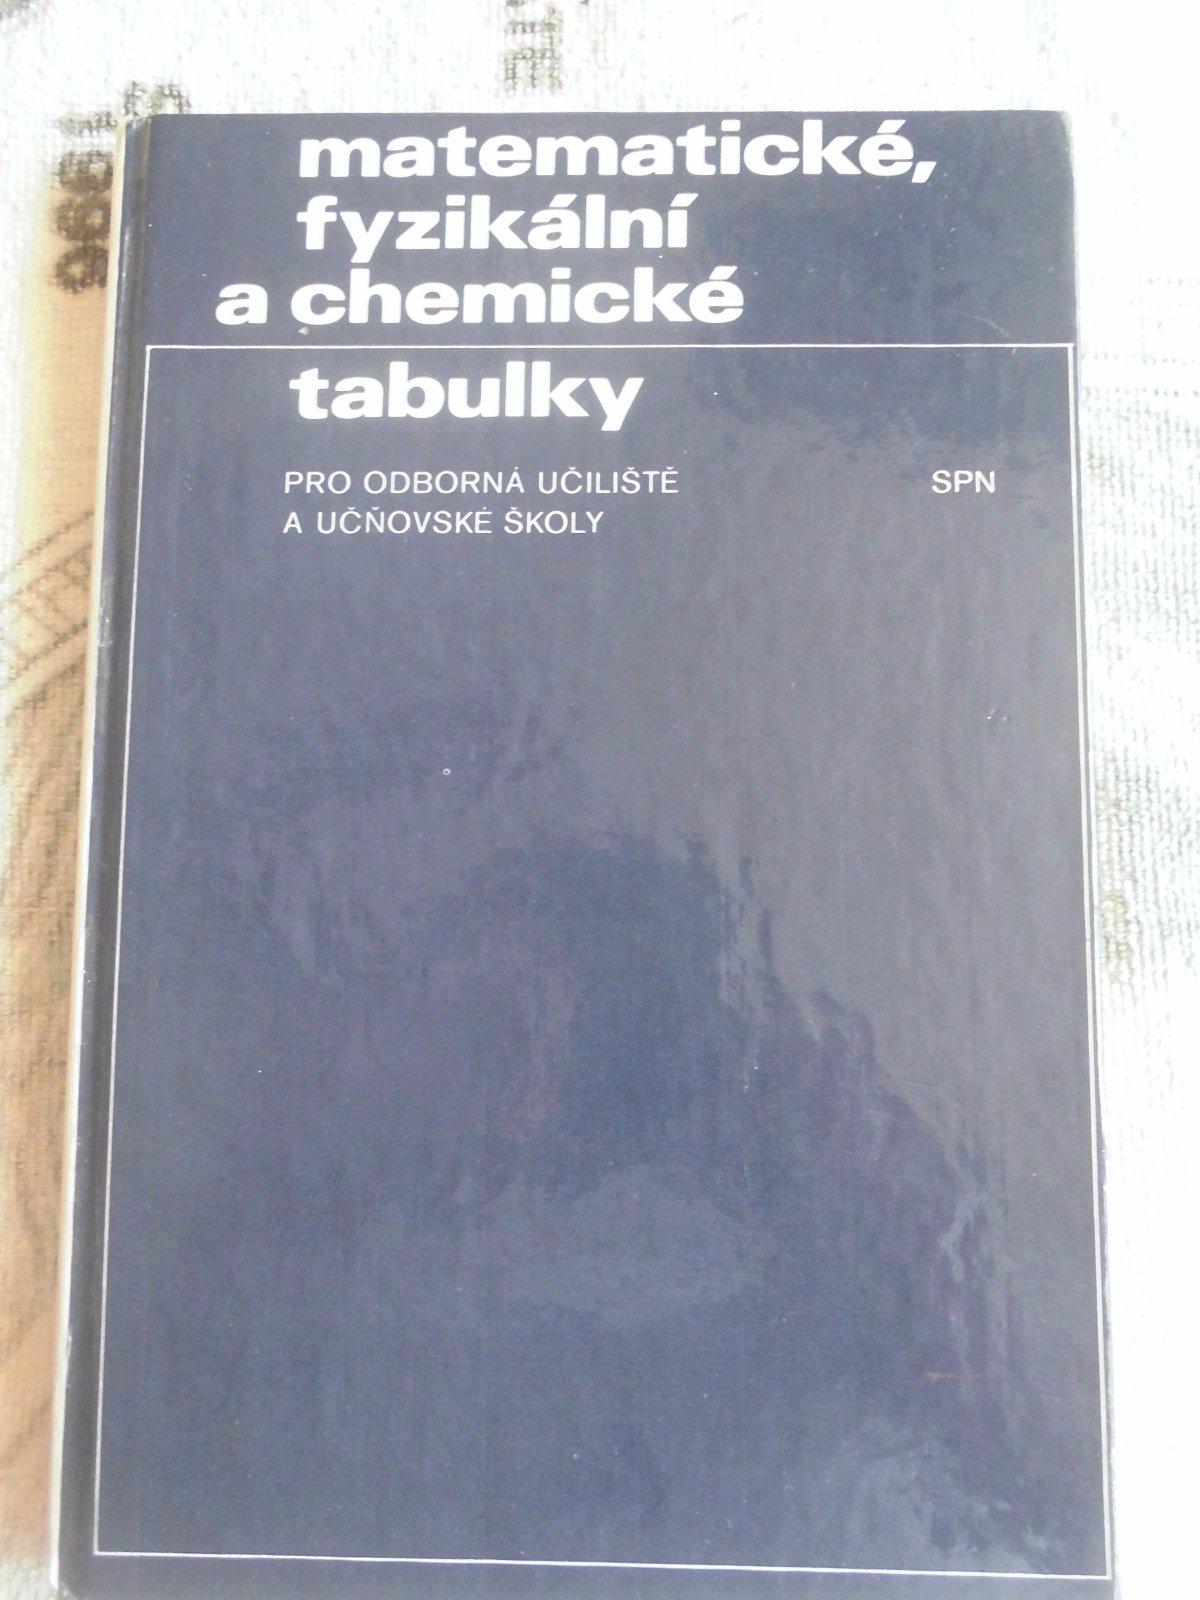 matematické,
fyzikální
a chemické
tabulky
PRO ODBORNÁ UČILIŠTĚ
A UČŇOVSKÉ ŠKOLY
SPN